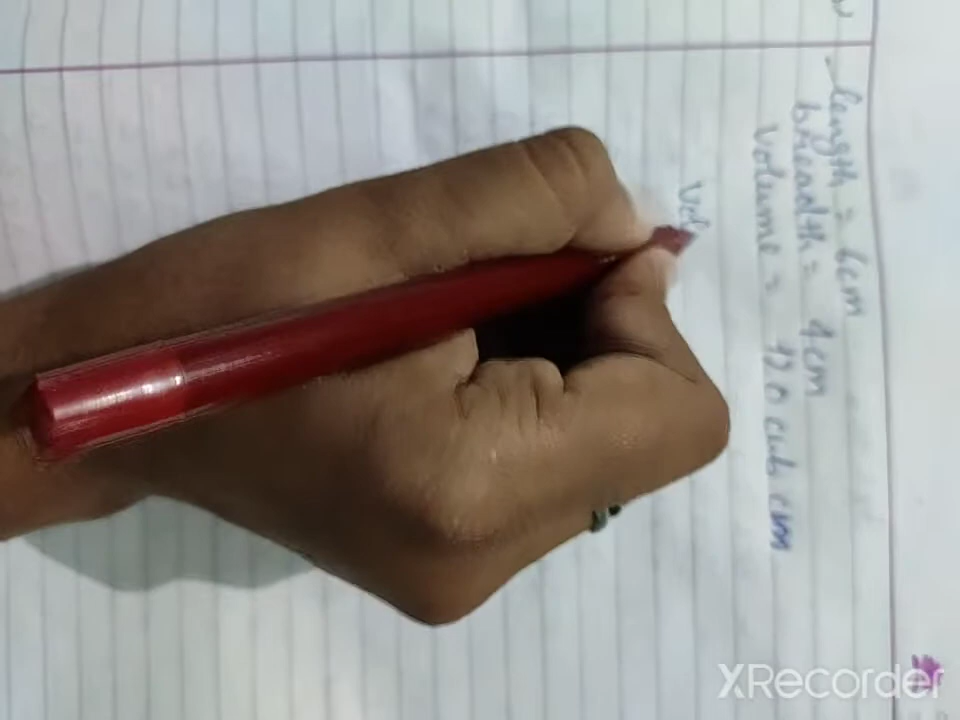 length = 6cm
breadth = 4cm
Volume = 120 cub cm
Vol
XRecorder